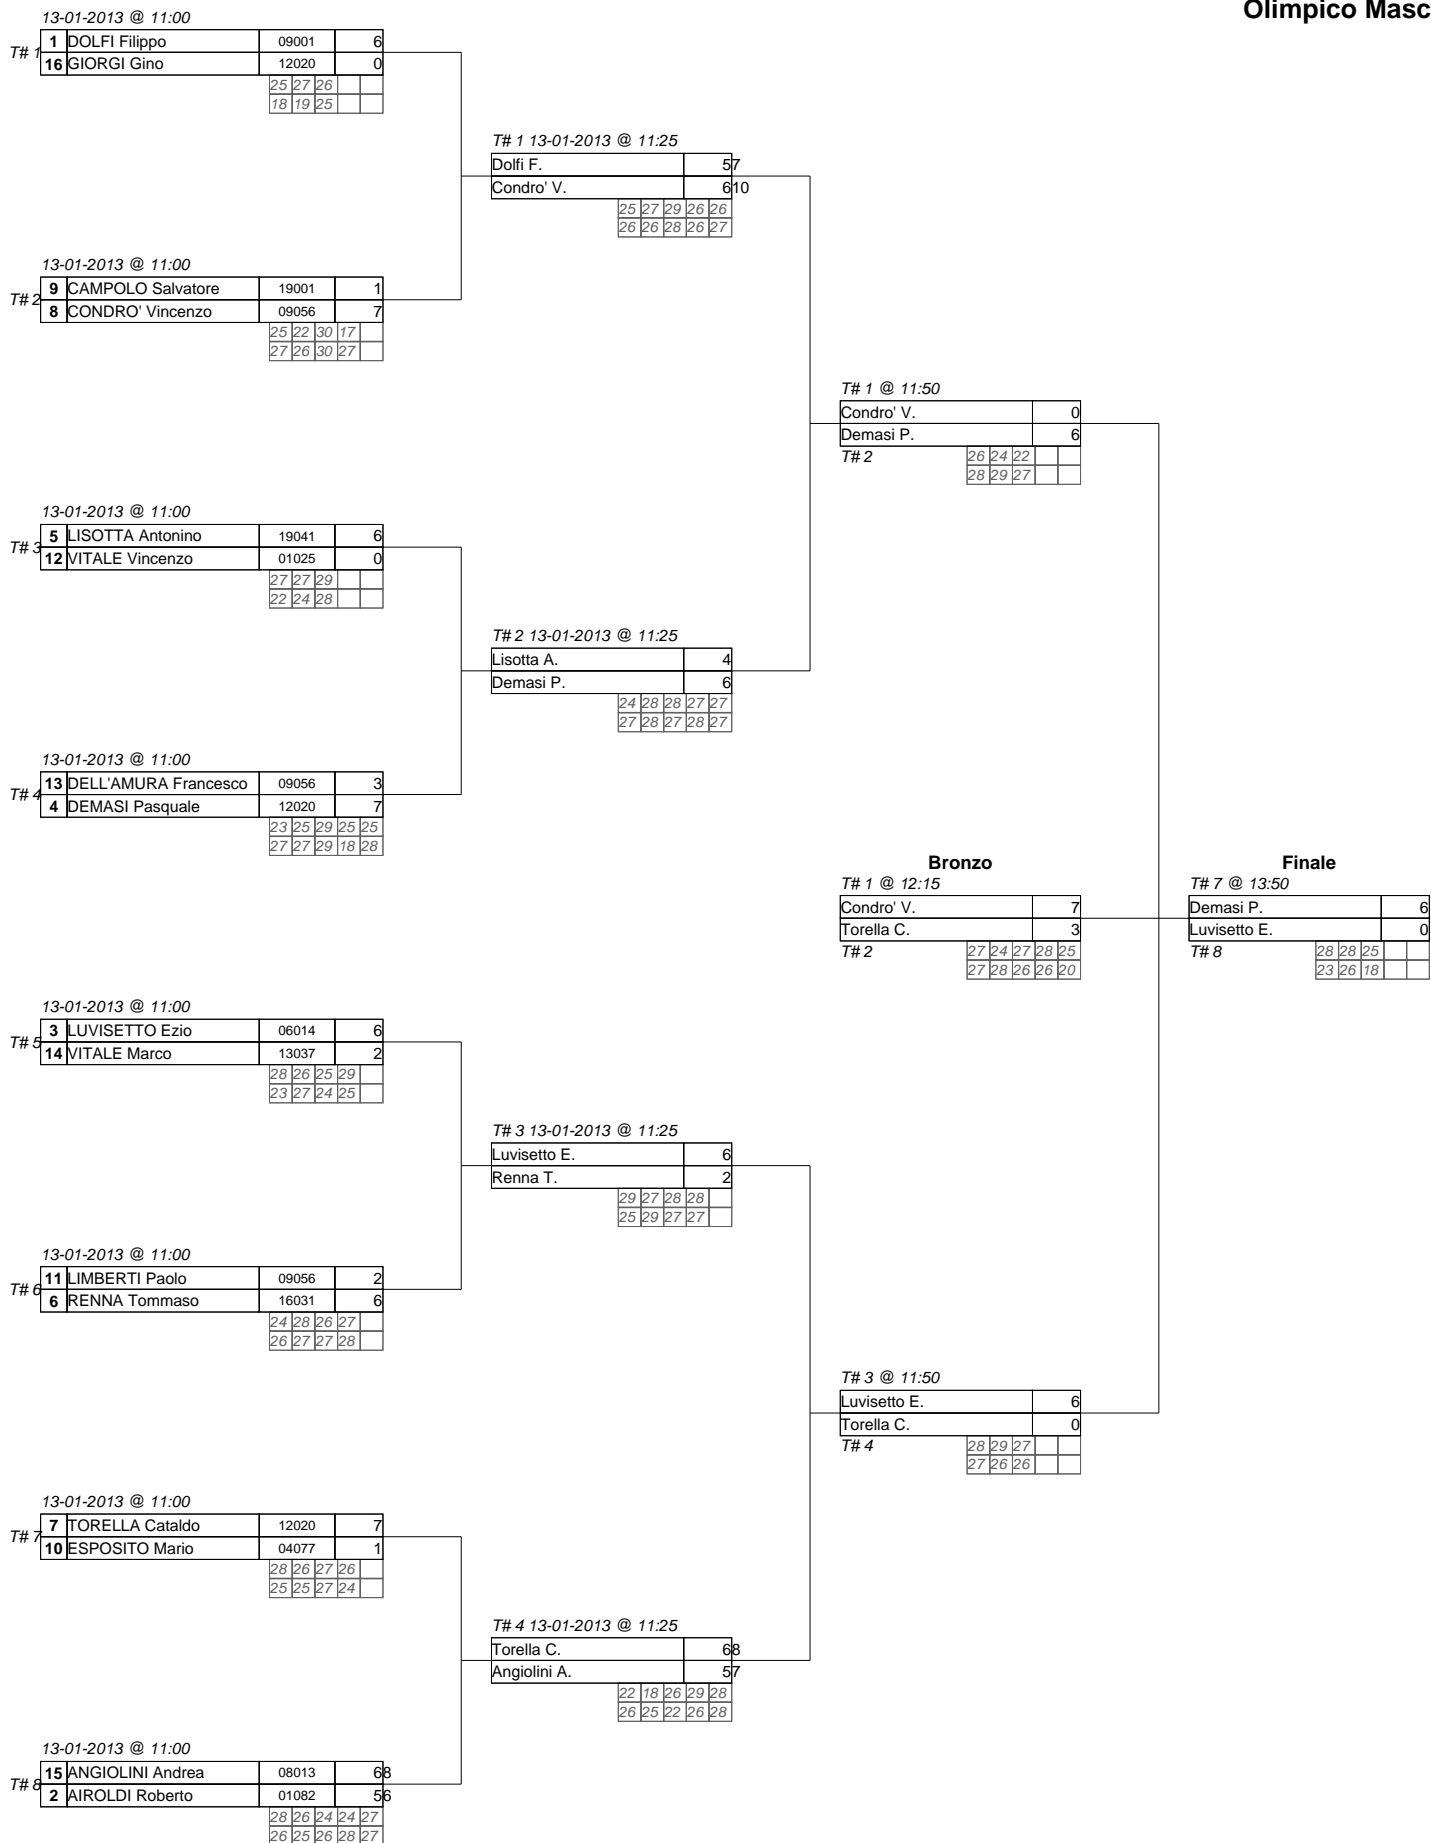 Olimpico Masc
13-01-2013 @ 11:00
T# 1
1 DOLFI Filippo 09001 6
16 GIORGI Gino 12020 0
25 27 26
18 19 25
T# 1 13-01-2013 @ 11:25
Dolfi F. 57
Condro' V. 610
25 27 29 26 26
26 26 28 26 27
13-01-2013 @ 11:00
T# 2
9 CAMPOLO Salvatore 19001 1
8 CONDRO' Vincenzo 09056 7
25 22 30 17
27 26 30 27
T# 1 @ 11:50
Condro' V. 0
Demasi P. 6
T# 2
26 24 22
28 29 27
13-01-2013 @ 11:00
T# 3
5 LISOTTA Antonino 19041 6
12 VITALE Vincenzo 01025 0
27 27 29
22 24 28
T# 2 13-01-2013 @ 11:25
Lisotta A. 4
Demasi P. 6
24 28 28 27 27
27 28 27 28 27
13-01-2013 @ 11:00
T# 4
13 DELL'AMURA Francesco 09056 3
4 DEMASI Pasquale 12020 7
23 25 29 25 25
27 27 29 18 28
Bronzo
T# 1 @ 12:15
Condro' V. 7
Torella C. 3
T# 2
27 24 27 28 25
27 28 26 26 20
Finale
T# 7 @ 13:50
Demasi P. 6
Luvisetto E. 0
T# 8
28 28 25
23 26 18
13-01-2013 @ 11:00
T# 5
3 LUVISETTO Ezio 06014 6
14 VITALE Marco 13037 2
28 26 25 29
23 27 24 25
T# 3 13-01-2013 @ 11:25
Luvisetto E. 6
Renna T. 2
29 27 28 28
25 29 27 27
13-01-2013 @ 11:00
T# 6
11 LIMBERTI Paolo 09056 2
6 RENNA Tommaso 16031 6
24 28 26 27
26 27 27 28
T# 3 @ 11:50
Luvisetto E. 6
Torella C. 0
T# 4
28 29 27
27 26 26
13-01-2013 @ 11:00
T# 7
7 TORELLA Cataldo 12020 7
10 ESPOSITO Mario 04077 1
28 26 27 26
25 25 27 24
T# 4 13-01-2013 @ 11:25
Torella C. 68
Angiolini A. 57
22 18 26 29 28
26 25 22 26 28
13-01-2013 @ 11:00
T# 8
15 ANGIOLINI Andrea 08013 68
2 AIROLDI Roberto 01082 56
28 26 24 24 27
26 25 26 28 27